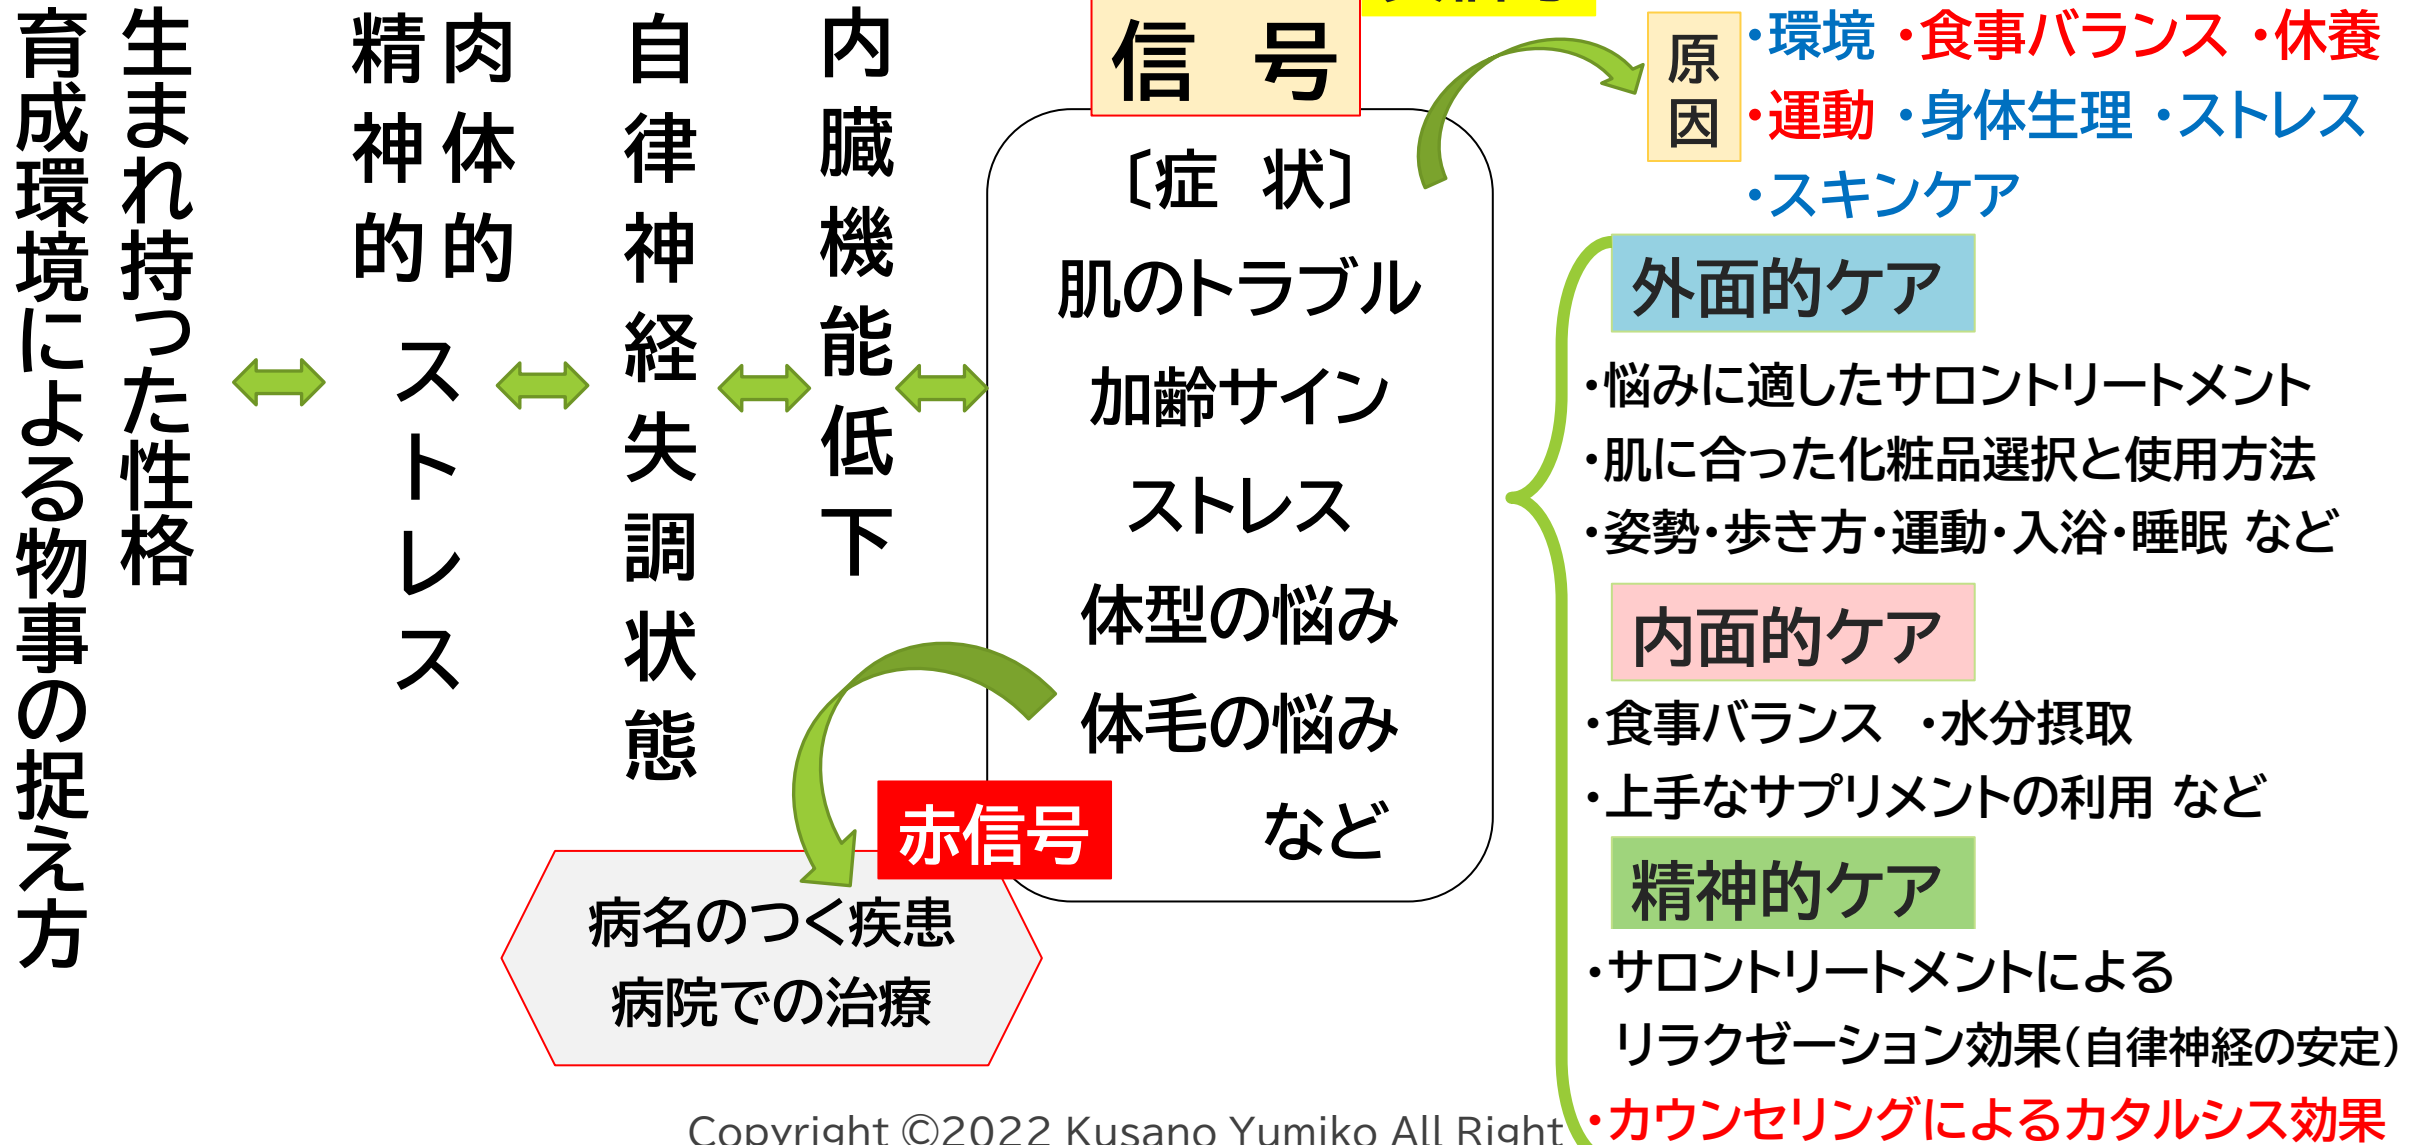 生まれ持った性格
育成環境による物事の捉え方
肉体的
精神的
ストレス
自律神経失調状態
内臓機能低下
信 号
〔症 状〕
肌のトラブル
加齢サイン
ストレス
体型の悩み
体毛の悩み
など
赤信号
病名のつく疾患
病院での治療
原因
・環境 ・食事バランス ・休養
・運動 ・身体生理 ・ストレス
・スキンケア
外面的ケア
・悩みに適したサロントリートメント
・肌に合った化粧品選択と使用方法
・姿勢・歩き方・運動・入浴・睡眠 など
内面的ケア
・食事バランス ・水分摂取
・上手なサプリメントの利用 など
精神的ケア
・サロントリートメントによる
リラクゼーション効果(自律神経の安定)
・カウンセリングによるカタルシス効果
Copyright ©2022 Kusano Yumiko All Right